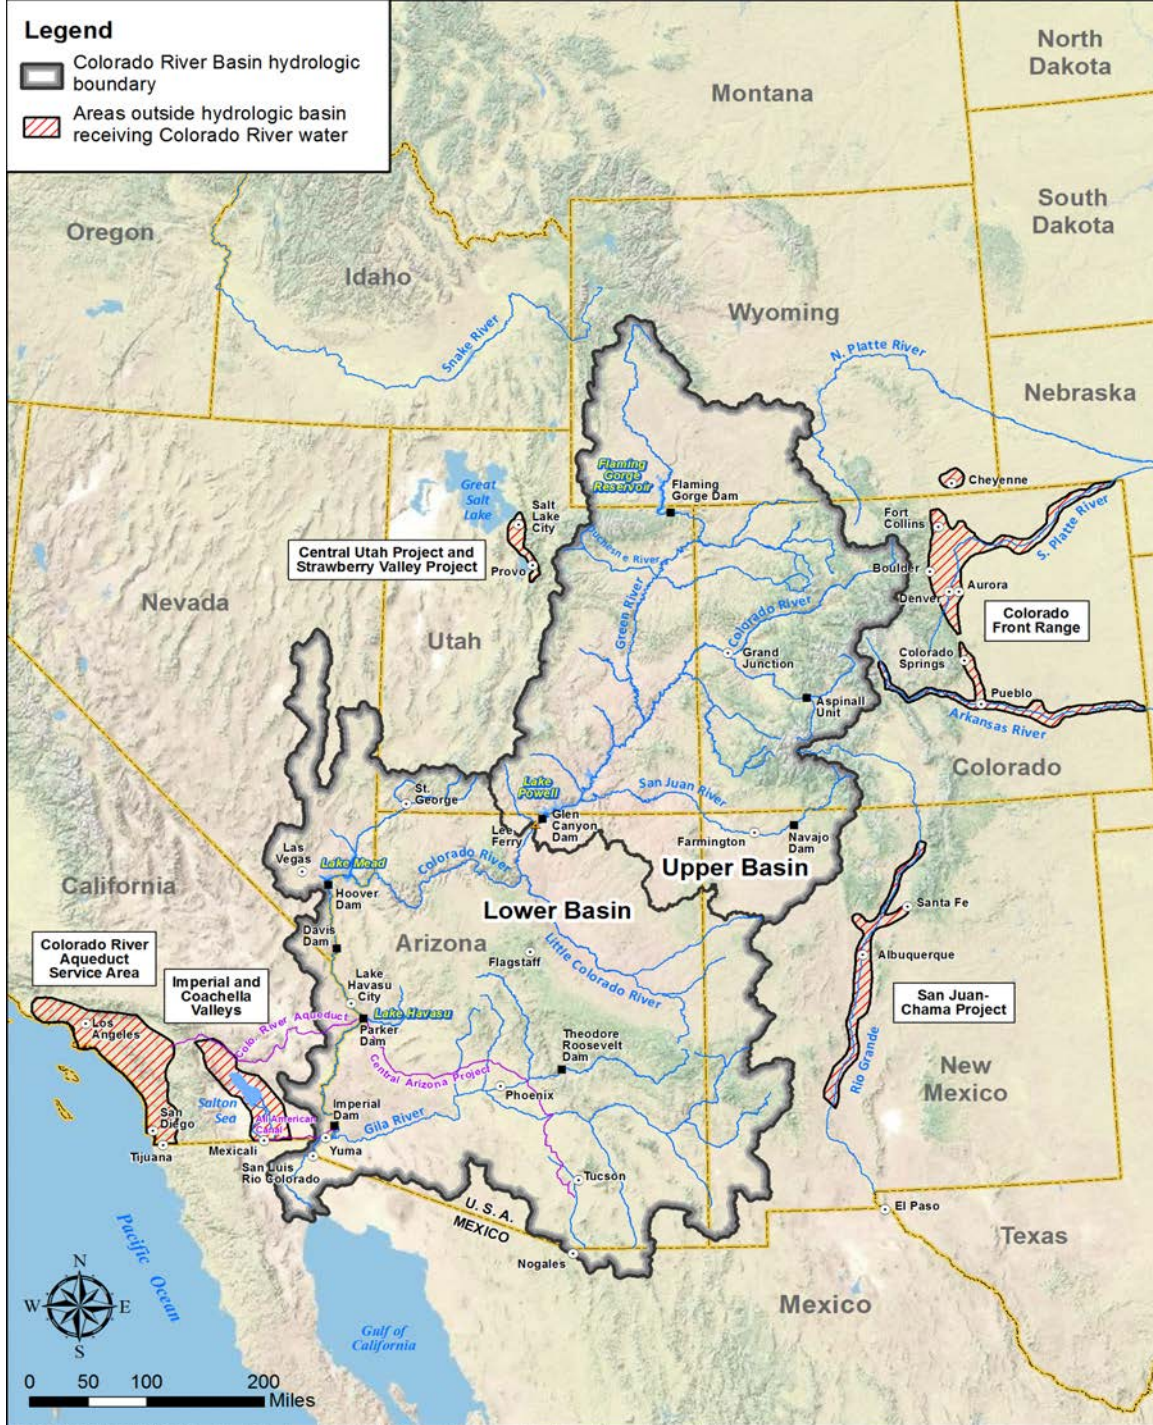 Legend
Colorado River Basin hydrologic
boundary
Areas outside hydrologic basin
receiving Colorado River water
North
Dakota
Montana
South
Dakota
Oregon
Idaho
Wyoming
Snake River
N. Platte River
Nebraska
Flaming
Gorge
Reservoir
Flaming
Gorge Dam
Cheyenne
Great
Salt
Lake
Salt
Lake
City
Fort
Collins
S. Platte River
Central Utah Project and
Strawberry Valley Project
Provo
Duchesne River
Boulder
Denver
Aurora
Nevada
Utah
Green River
Colorado River
Colorado
Front Range
Grand
Junction
Colorado
Springs
Aspinall
Unit
Pueblo
Arkansas River
Colorado
St.
George
Lake
Powell
San Juan River
Lee
Ferry
Glen
Canyon
Dam
Farmington
Navajo
Dam
Las
Vegas
Lake Mead
Colorado River
Upper Basin
California
Hoover
Dam
Lower Basin
Santa Fe
Davis
Dam
Arizona
Colorado River
Aqueduct
Service Area
Imperial and
Coachella
Valleys
Flagstaff
Little Colorado River
Albuquerque
Lake
Havasu
City
Lake Havasu
San Juan-
Chama Project
Los
Angeles
Colo. River Aqueduct
Parker
Dam
Theodore
Roosevelt
Dam
Central Arizona Project
Rio Grande
New
Mexico
Phoenix
Salton
Sea
San
Diego
All American
Canal
Imperial
Dam
Gila River
Tijuana
Mexicali
Yuma
San Luis
Rio Colorado
Tucson
U. S. A.
MEXICO
El Paso
Texas
Nogales
Pacific Ocean
Mexico
Gulf of
California
N
W
E
S
0 50 100 200
Miles